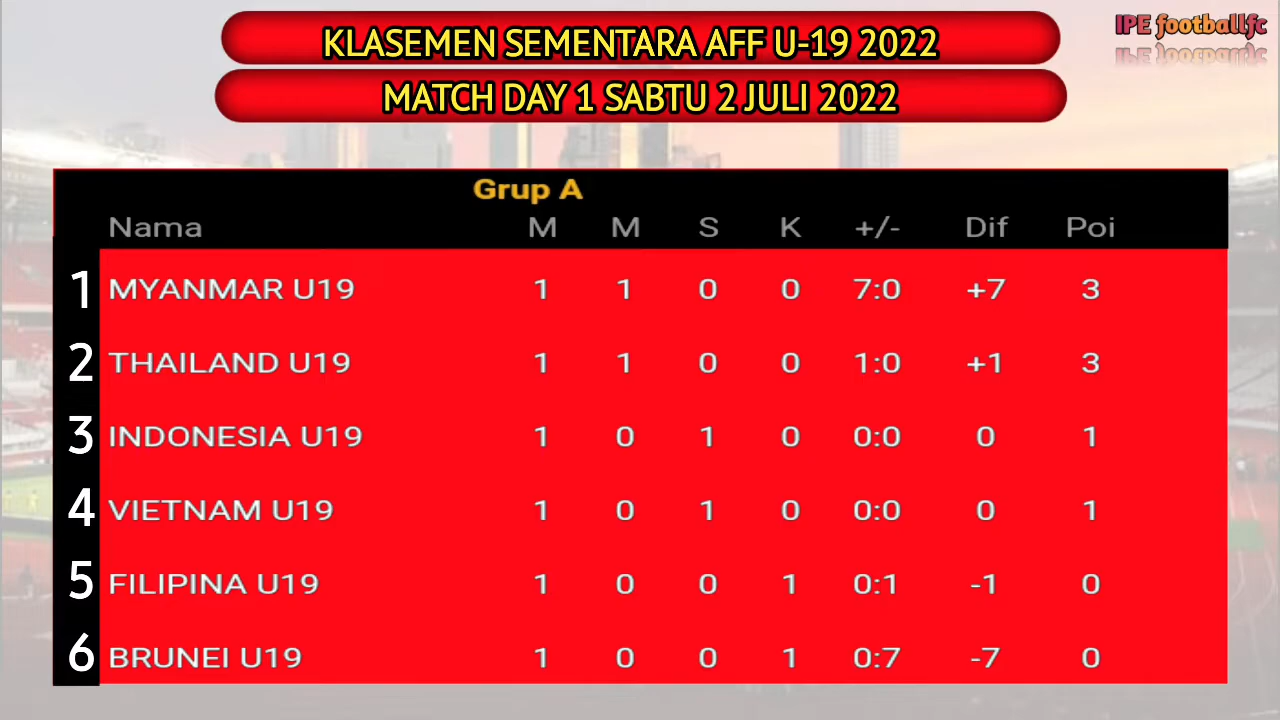 KLASEMEN SEMENTARA AFF U-19 2022
IPE footballfc
MATCH DAY 1 SABTU 2 JULI 2022
Grup A
Nama M M S K +/- Dif Poi
1 MYANMAR U19 1 1 0 0 7:0 +7 3
2 THAILAND U19 1 1 0 0 1:0 +1 3
3 INDONESIA U19 1 0 1 0 0:0 0 1
4 VIETNAM U19 1 0 1 0 0:0 0 1
5 FILIPINA U19 1 0 0 1 0:1 -1 0
6 BRUNEI U19 1 0 0 1 0:7 -7 0